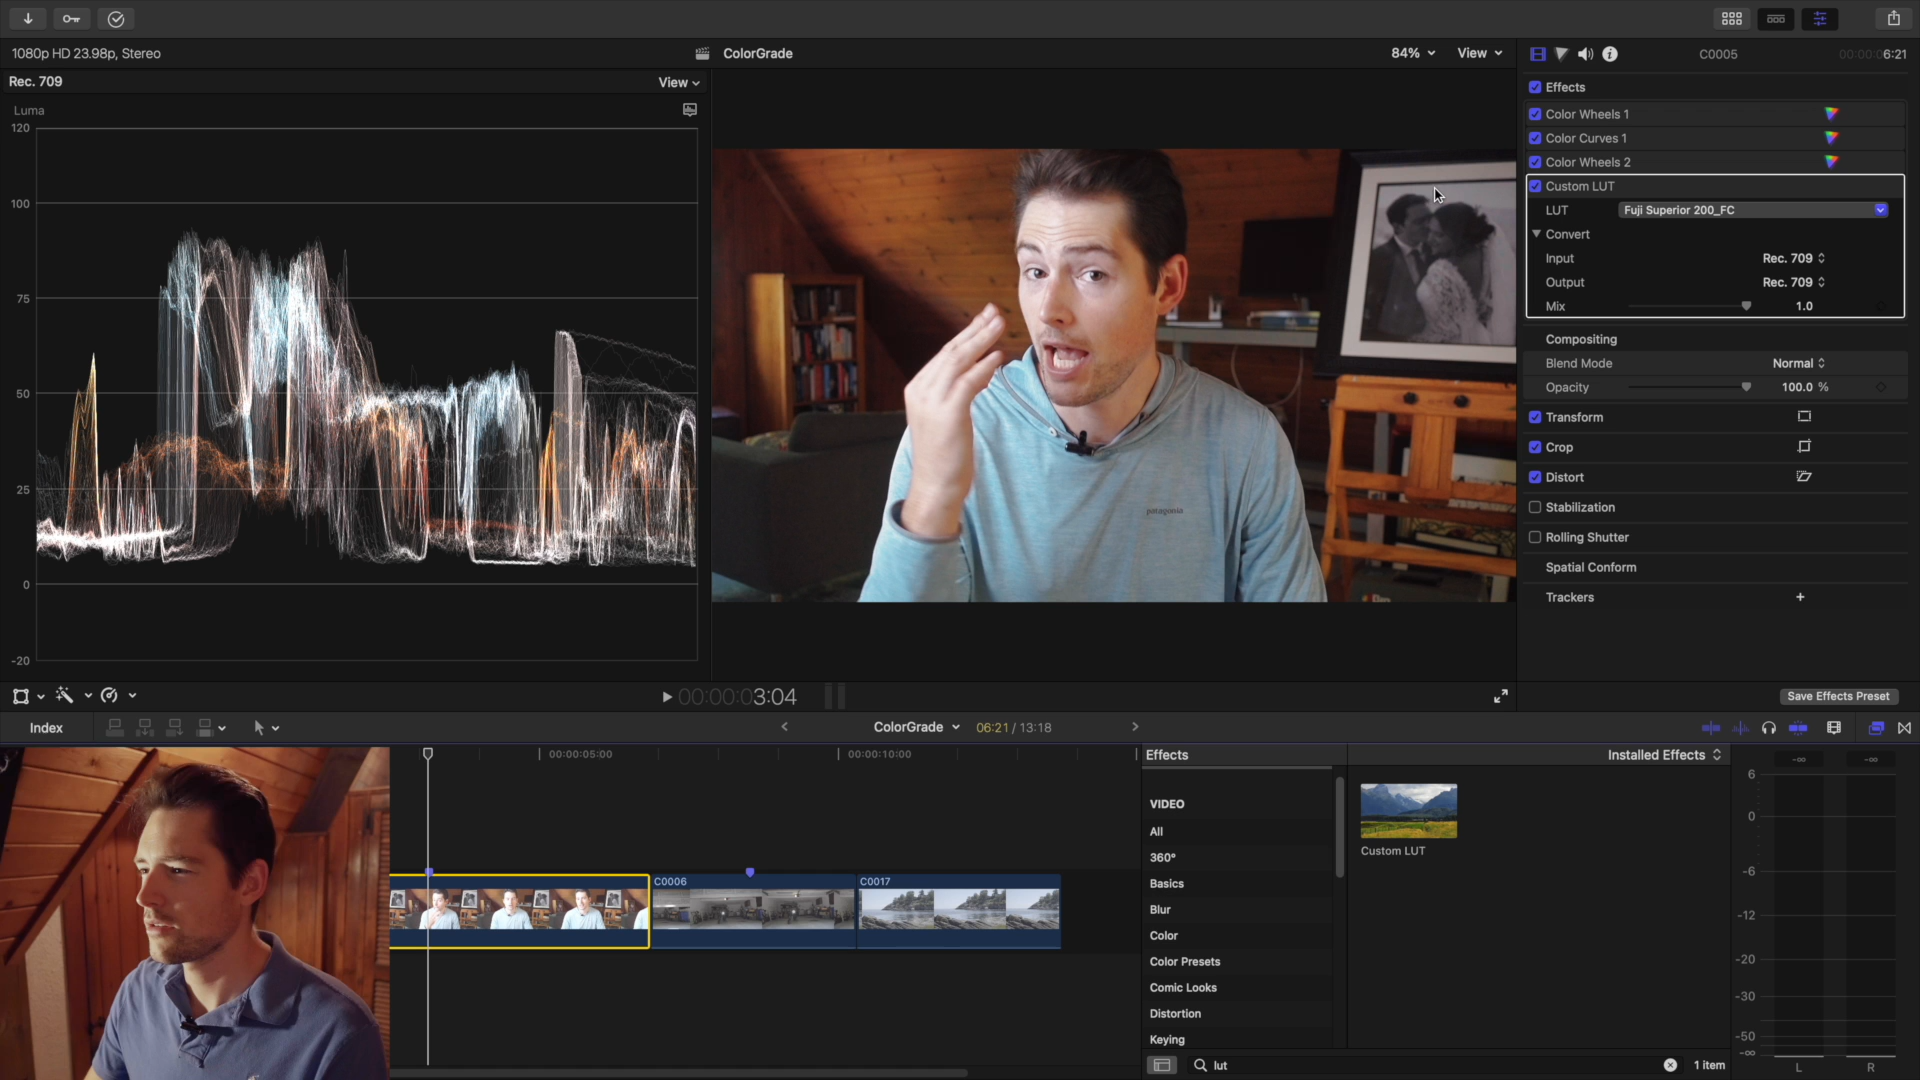 1080p HD 23.98p, Stereo
ColorGrade
84%
View
C0005
00:00:06:21
Rec. 709
View
Luma
120
100
75
50
25
0
-20
patagonia
Effects
Color Wheels 1
Color Curves 1
Color Wheels 2
Custom LUT
LUT
Fuji Superior 200_FC
Convert
Input
Rec. 709
Output
Rec. 709
Mix
1.0
Compositing
Blend Mode
Normal
Opacity
100.0 %
Transform
Crop
Distort
Stabilization
Rolling Shutter
Spatial Conform
Trackers
+
00:00:03:04
Save Effects Preset
Index
ColorGrade
06:21 / 13:18
00:00:05:00
00:00:10:00
C0006
C0017
Effects
Installed Effects
VIDEO
All
360°
Basics
Blur
Color
Color Presets
Comic Looks
Distortion
Keying
Custom LUT
lut
1 item
-∞
-∞
6
0
-6
-12
-20
-30
-50
-∞
L
R